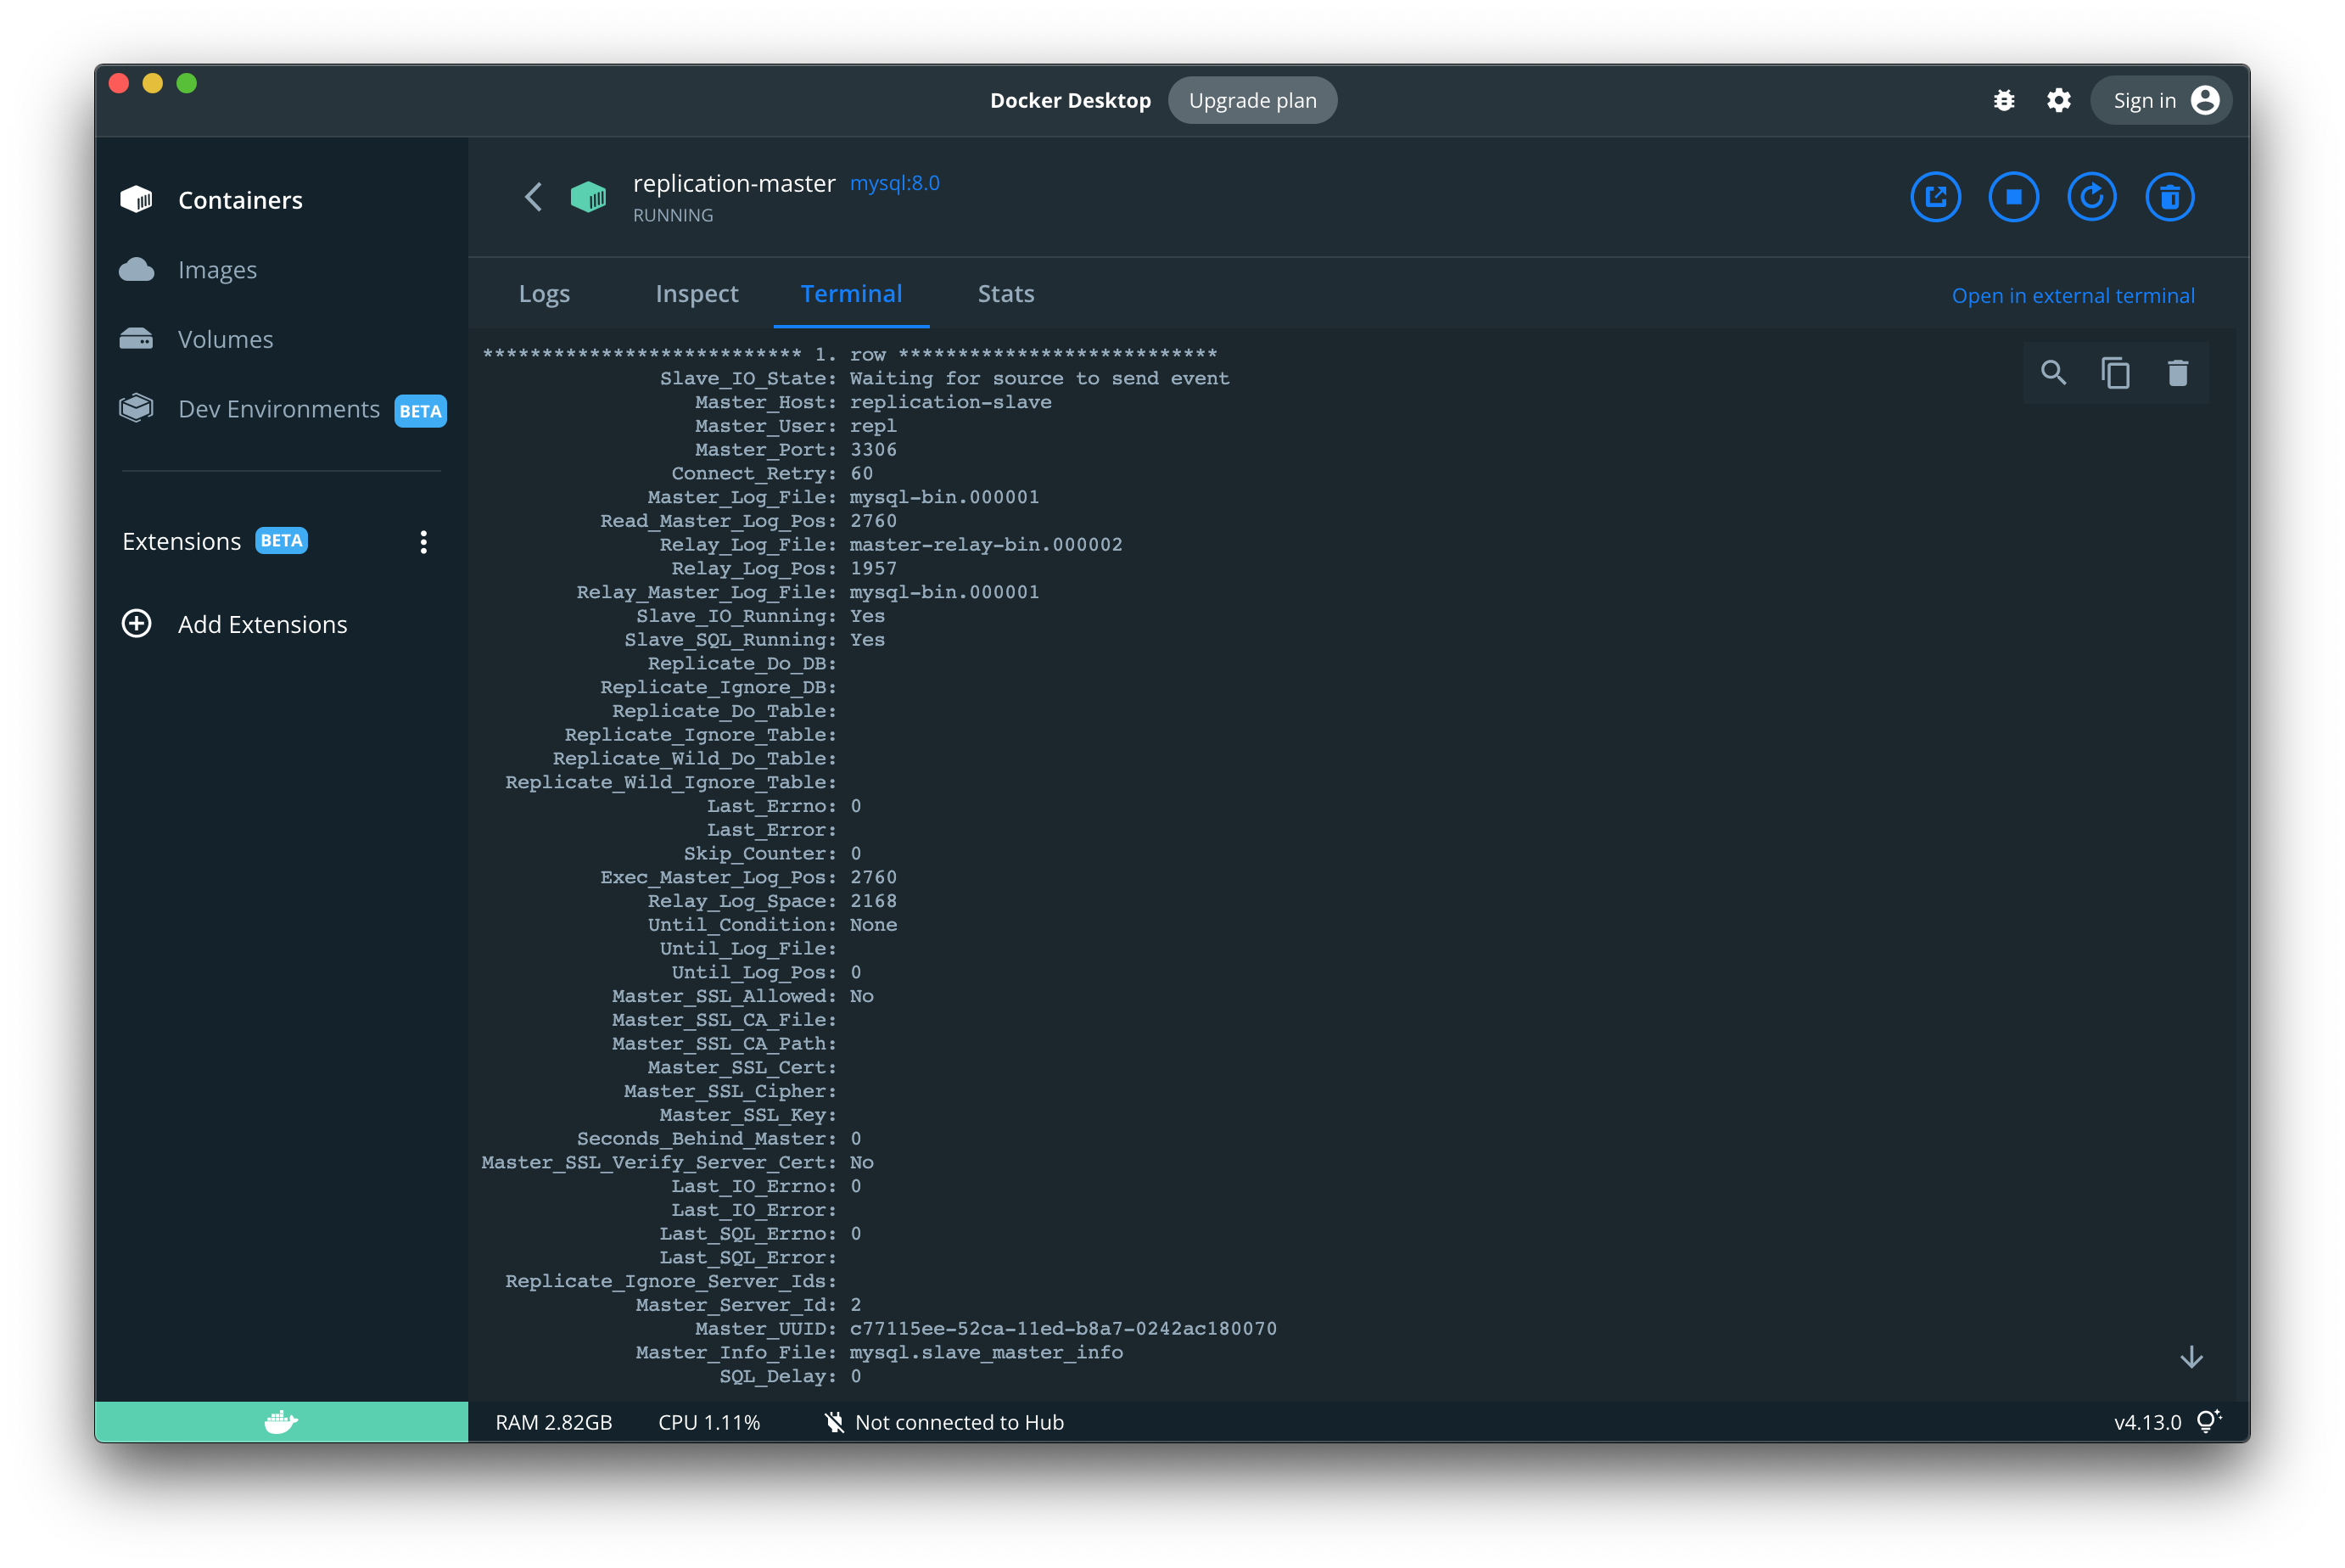 Docker Desktop Upgrade plan Sign in
Containers
Images
Volumes
Dev Environments BETA
Extensions BETA
Add Extensions
replication-master mysql:8.0
RUNNING
Logs Inspect Terminal Stats Open in external terminal
*************************** 1. row ***************************
Slave_IO_State: Waiting for source to send event
Master_Host: replication-slave
Master_User: repl
Master_Port: 3306
Connect_Retry: 60
Master_Log_File: mysql-bin.000001
Read_Master_Log_Pos: 2760
Relay_Log_File: master-relay-bin.000002
Relay_Log_Pos: 1957
Relay_Master_Log_File: mysql-bin.000001
Slave_IO_Running: Yes
Slave_SQL_Running: Yes
Replicate_Do_DB:
Replicate_Ignore_DB:
Replicate_Do_Table:
Replicate_Ignore_Table:
Replicate_Wild_Do_Table:
Replicate_Wild_Ignore_Table:
Last_Errno: 0
Last_Error:
Skip_Counter: 0
Exec_Master_Log_Pos: 2760
Relay_Log_Space: 2168
Until_Condition: None
Until_Log_File:
Until_Log_Pos: 0
Master_SSL_Allowed: No
Master_SSL_CA_File:
Master_SSL_CA_Path:
Master_SSL_Cert:
Master_SSL_Cipher:
Master_SSL_Key:
Seconds_Behind_Master: 0
Master_SSL_Verify_Server_Cert: No
Last_IO_Errno: 0
Last_IO_Error:
Last_SQL_Errno: 0
Last_SQL_Error:
Replicate_Ignore_Server_Ids:
Master_Server_Id: 2
Master_UUID: c77115ee-52ca-11ed-b8a7-0242ac180070
Master_Info_File: mysql.slave_master_info
SQL_Delay: 0
RAM 2.82GB CPU 1.11% Not connected to Hub v4.13.0